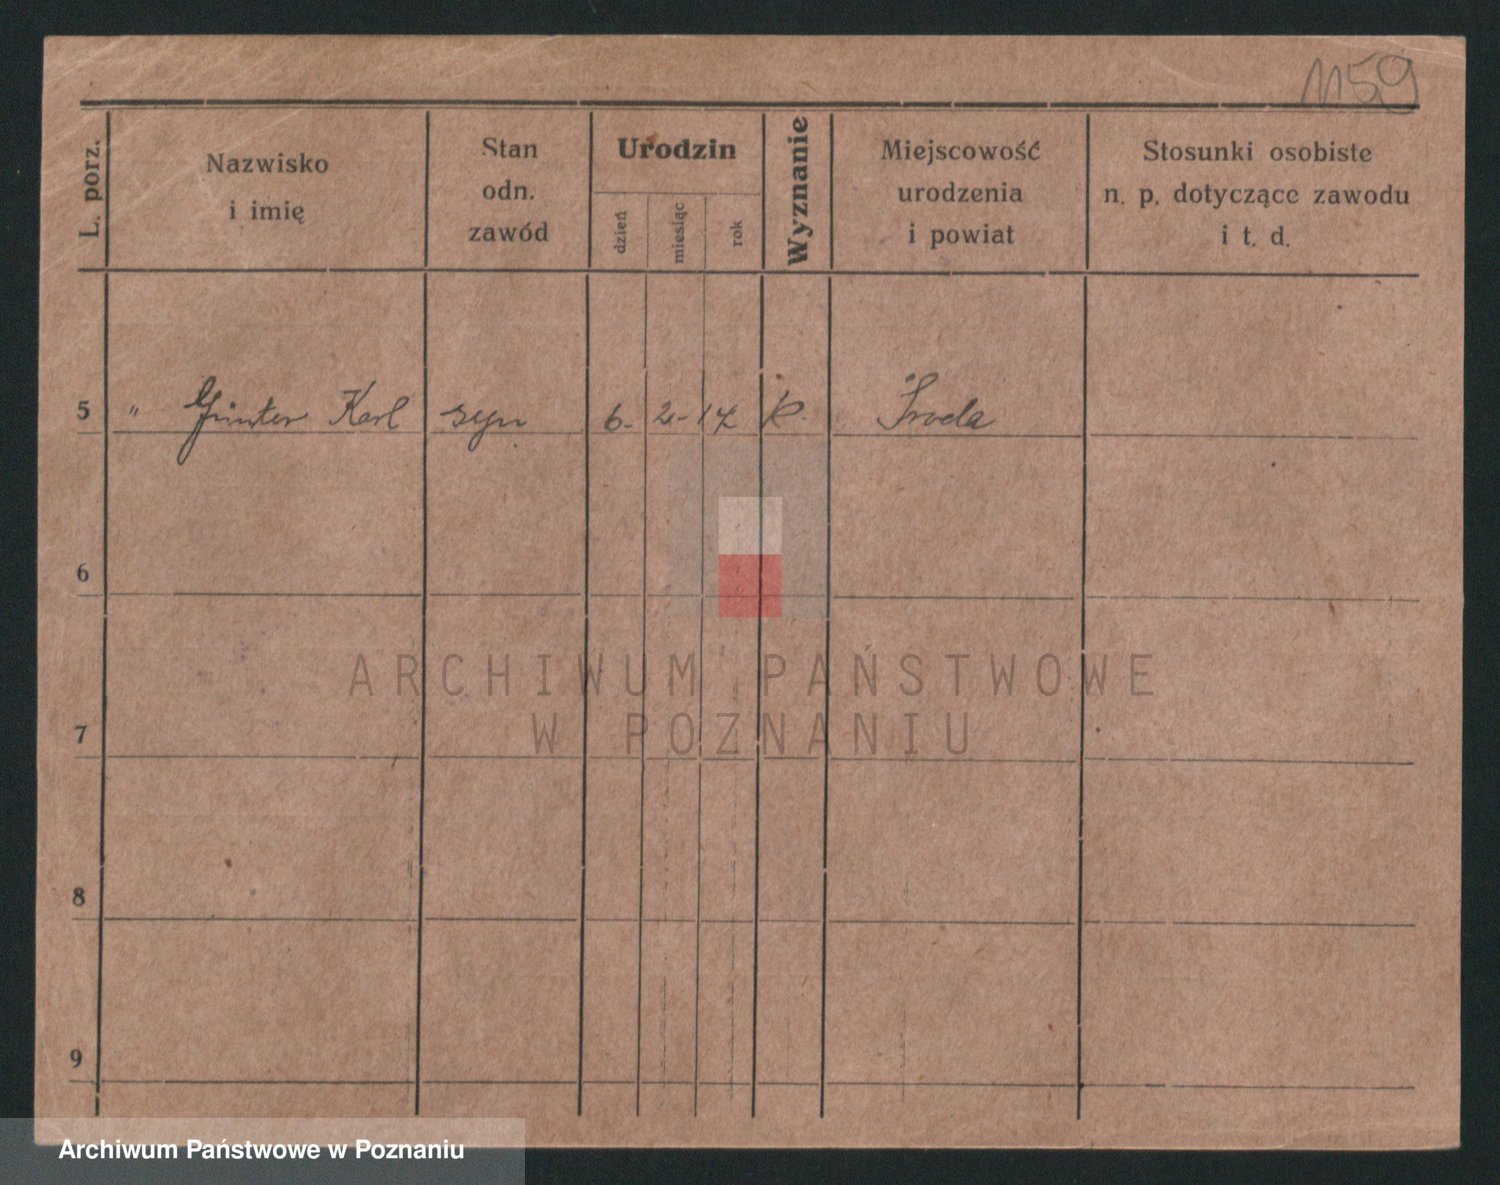 1159
L. porz.
Nazwisko
i imię
Stan
odn.
zawód
Urodzin
dzień
miesiąc
rok
Wyznanie
Miejscowość
urodzenia
i powiat
Stosunki osobiste
n. p. dotyczące zawodu
i t. d.
5 " Günter Karl syn 6. 2. 17 k. Środa
6
7
8
9
ARCHIWUM PAŃSTWOWE
W POZNANIU
Archiwum Państwowe w Poznaniu